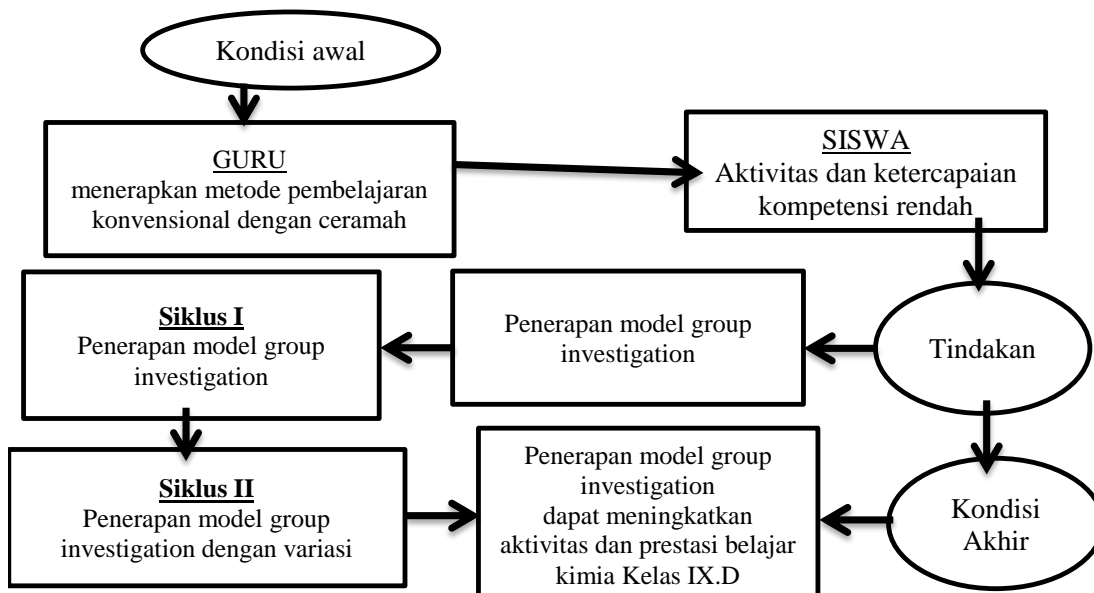 Kondisi awal
GURU
menerapkan metode pembelajaran
konvensional dengan ceramah
SISWA
Aktivitas dan ketercapaian
kompetensi rendah
Tindakan
Penerapan model group
investigation
Siklus I
Penerapan model group
investigation
Siklus II
Penerapan model group
investigation dengan variasi
Penerapan model group
investigation
dapat meningkatkan
aktivitas dan prestasi belajar
kimia Kelas IX.D
Kondisi
Akhir